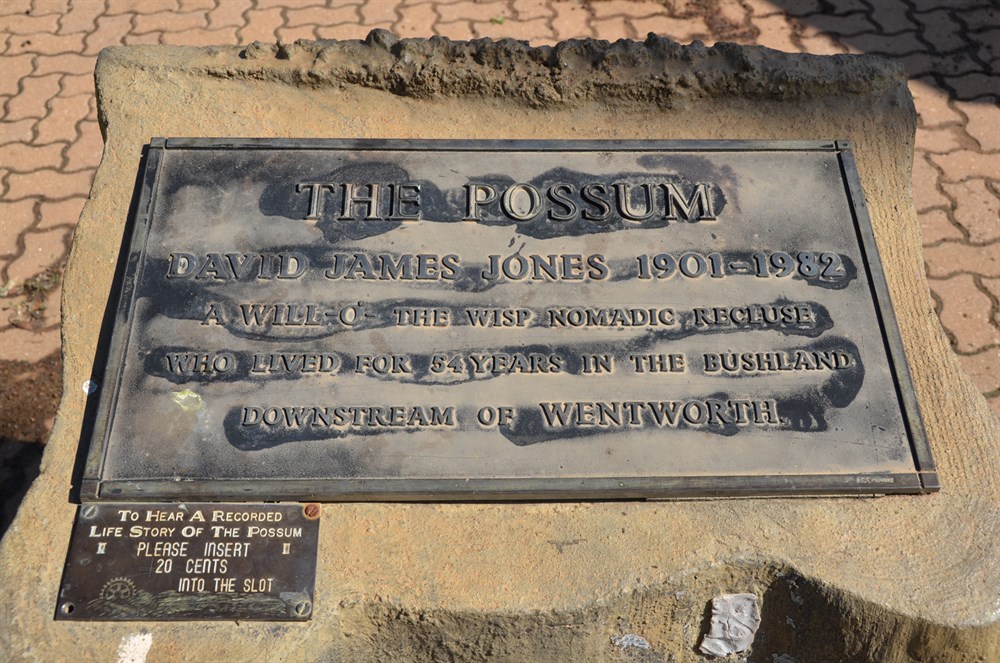 THE POSSUM
DAVID JAMES JONES 1901-1982
A WILL-O'- THE WISP NOMADIC RECLUSE
WHO LIVED FOR 54 YEARS IN THE BUSHLAND
DOWNSTREAM OF WENTWORTH.
TO HEAR A RECORDED
LIFE STORY OF THE POSSUM
PLEASE INSERT
20 CENTS
INTO THE SLOT